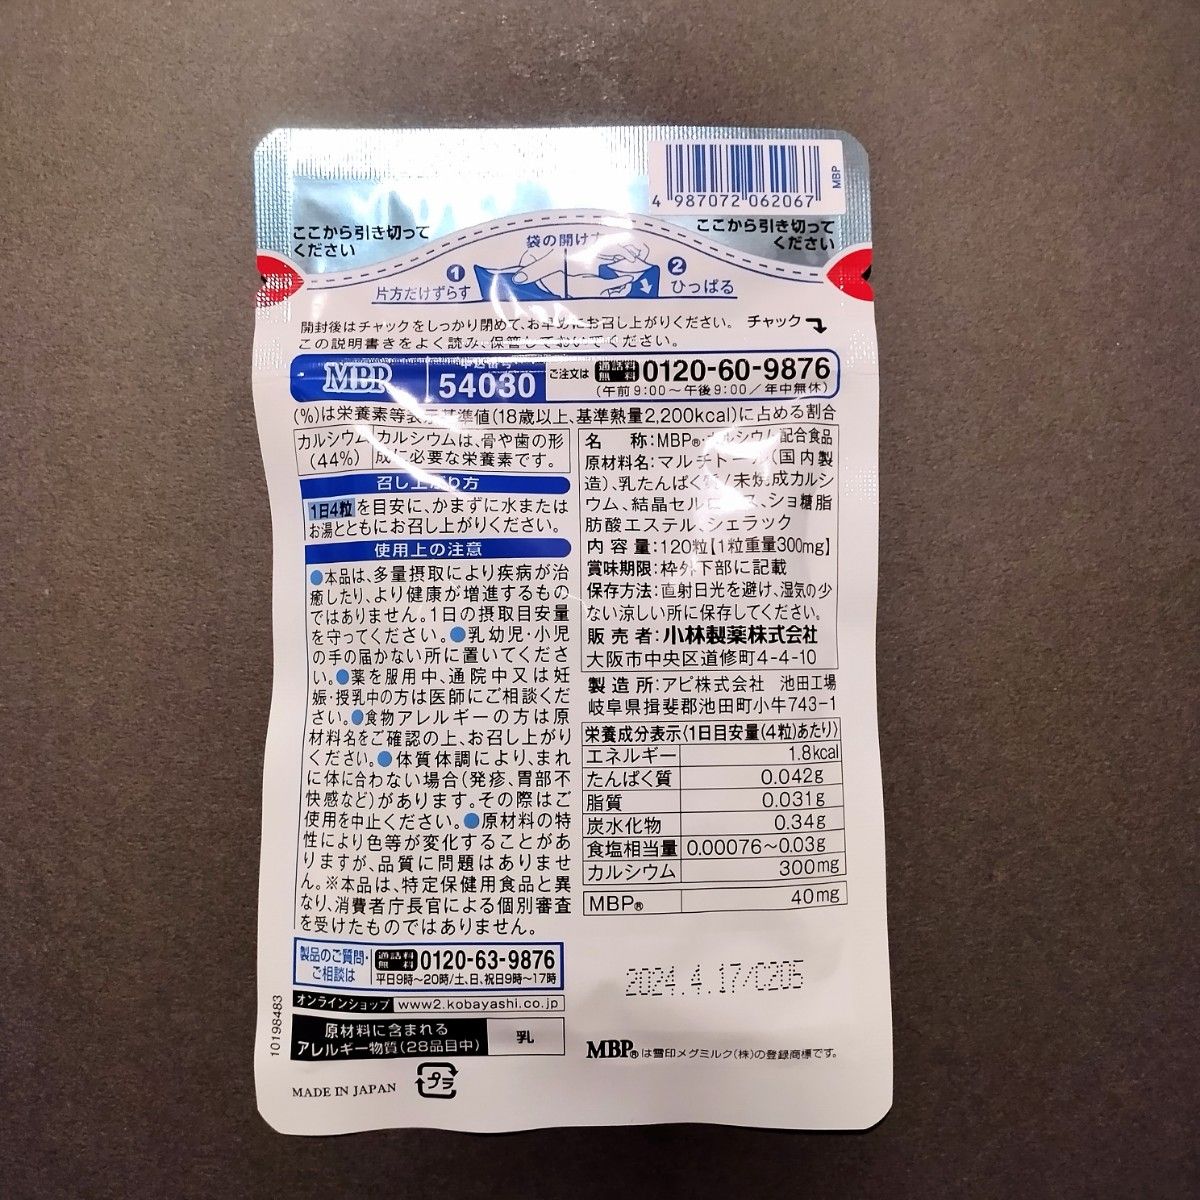 4 987072 062067
MBP
ここから引き切って
ください
ここから引き切って
ください
袋の開け方
1
片方だけずらす
2
ひっぱる
開封後はチャックをしっかり閉めて、お早めにお召し上がりください。 チャック
この説明書きをよく読み、保管しておいてください。
MBP
申込番号
54030
ご注文は
通話料
無料
0120-60-9876
(午前9:00～午後9:00/年中無休)
(%)は栄養素等表示基準値(18歳以上、基準熱量2,200kcal)に占める割合
カルシウム
(44%)
カルシウムは、骨や歯の形
成に必要な栄養素です。
召し上がり方
1日4粒を目安に、かまずに水または
お湯とともにお召し上がりください。
使用上の注意
●本品は、多量摂取により疾病が治
癒したり、より健康が増進するもの
ではありません。1日の摂取目安量
を守ってください。●乳幼児・小児
の手の届かない所に置いてくださ
い。●薬を服用中、通院中又は妊
娠・授乳中の方は医師にご相談くだ
さい。●食物アレルギーの方は原
材料名をご確認の上、お召し上がり
ください。●体質体調により、まれ
に体に合わない場合(発疹、胃部不
快感など)があります。その際はご
使用を中止ください。●原材料の特
性により色等が変化することがあ
りますが、品質に問題はありませ
ん。※本品は、特定保健用食品と異
なり、消費者庁長官による個別審査
を受けたものではありません。
製品のご質問・
ご相談は
通話料
無料
0120-63-9876
平日9時～20時/土、日、祝日9時～17時
オンラインショップ www2.kobayashi.co.jp
原材料に含まれる
アレルギー物質(28品目中)
乳
10198483
MADE IN JAPAN
プラ
名 称:MBP®・カルシウム配合食品
原材料名:マルチトール(国内製
造)、乳たんぱく質/未焼成カルシ
ウム、結晶セルロース、ショ糖脂
肪酸エステル、シェラック
内容量:120粒【1粒重量300mg】
賞味期限:枠外下部に記載
保存方法:直射日光を避け、湿気の少
ない涼しい所に保存してください。
販売者:小林製薬株式会社
大阪市中央区道修町4-4-10
製造所:アピ株式会社 池田工場
岐阜県揖斐郡池田町小牛743-1
栄養成分表示(1日目安量(4粒)あたり)
エネルギー 1.8kcal
たんぱく質 0.042g
脂質 0.031g
炭水化物 0.34g
食塩相当量 0.00076～0.03g
カルシウム 300mg
MBP® 40mg
2024.4.17/C205
MBP®は雪印メグミルク(株)の登録商標です。